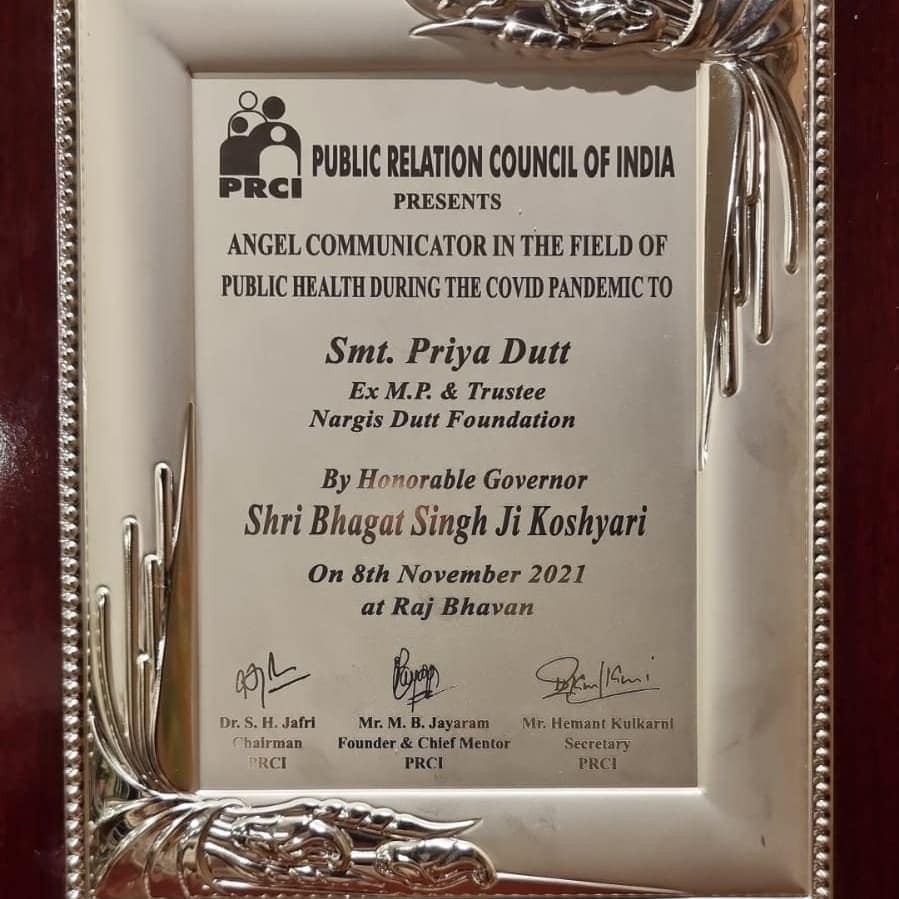 PRCI
PUBLIC RELATION COUNCIL OF INDIA
PRESENTS
ANGEL COMMUNICATOR IN THE FIELD OF
PUBLIC HEALTH DURING THE COVID PANDEMIC TO
Smt. Priya Dutt
Ex M.P. & Trustee
Nargis Dutt Foundation
By Honorable Governor
Shri Bhagat Singh Ji Koshyari
On 8th November 2021
at Raj Bhavan
Dr. S. H. Jafri Mr. M. B. Jayaram Mr. Hemant Kulkarni
Chairman Founder & Chief Mentor Secretary
PRCI PRCI PRCI